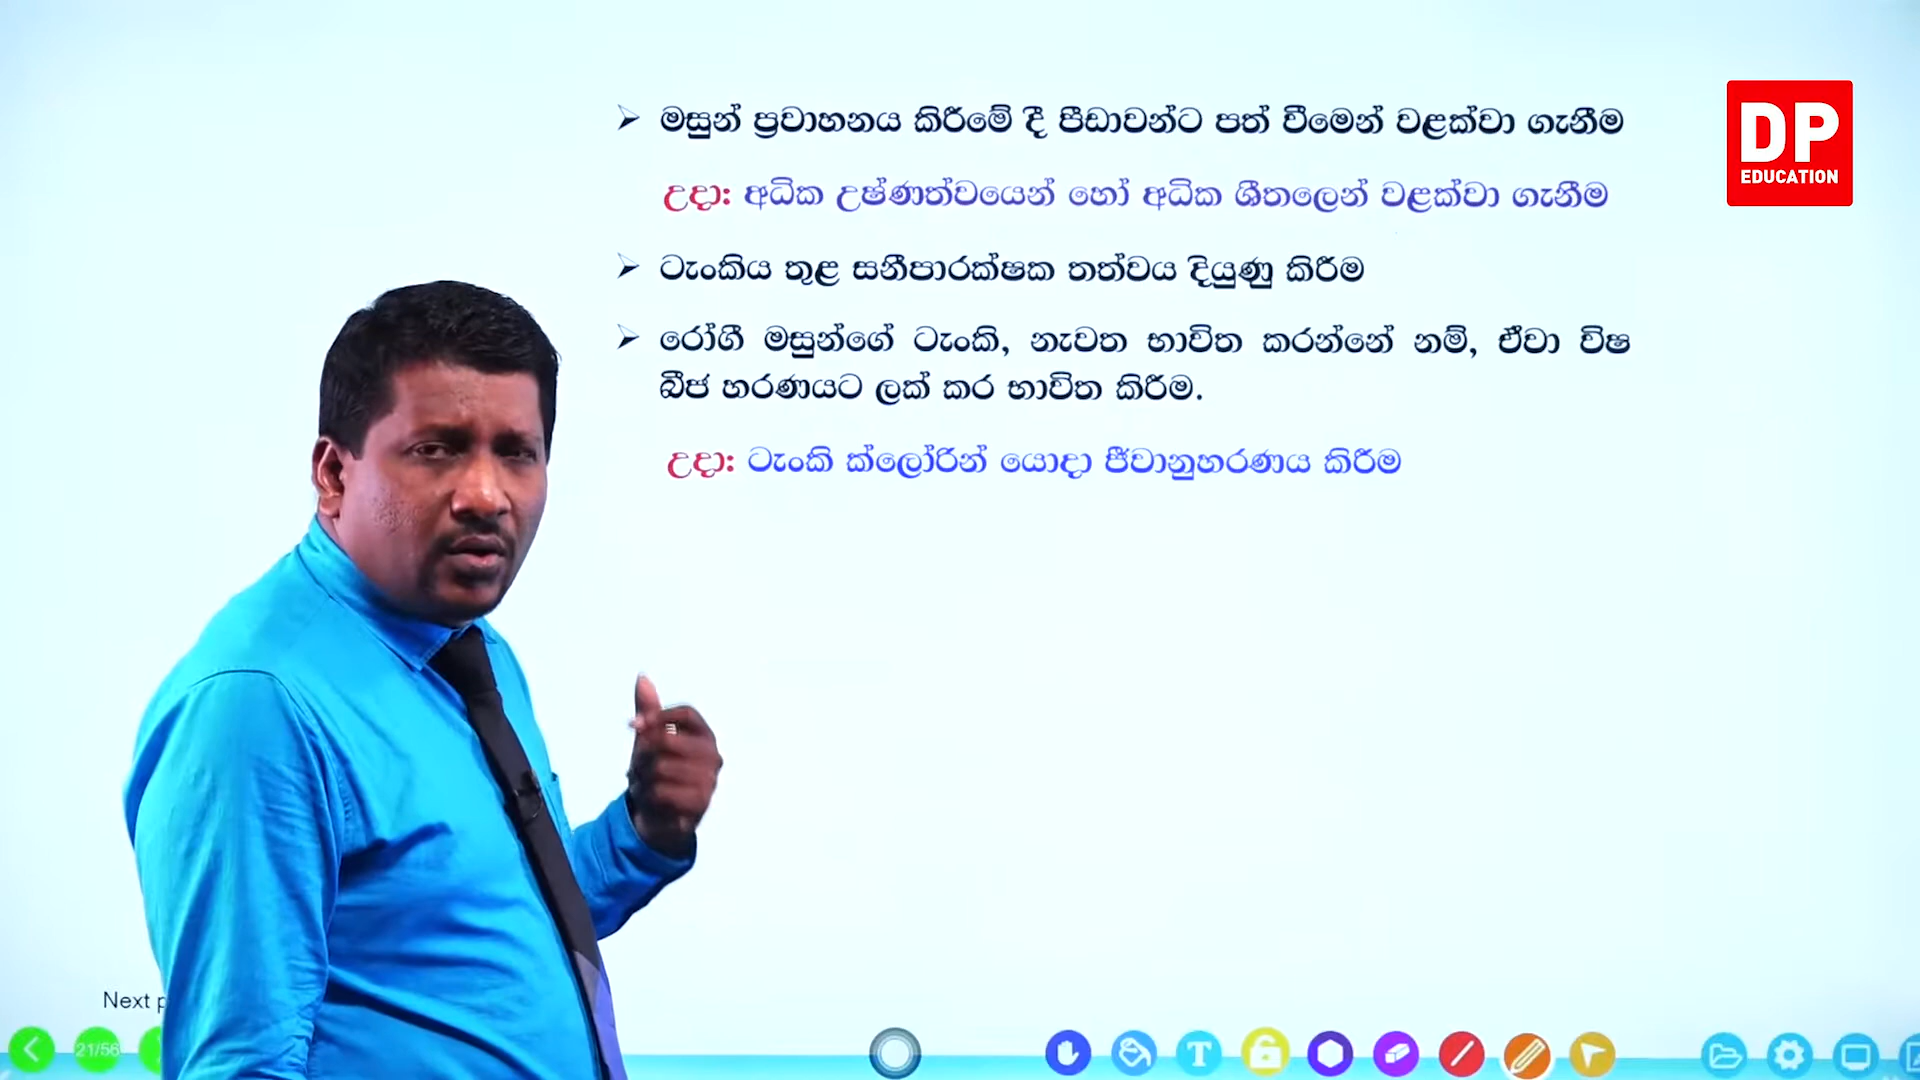 ➢ මසුන් ප්‍රවාහනය කිරීමේ දී පීඩාවන්ට පත් වීමෙන් වළක්වා ගැනීම
උදා: අධික උෂ්ණත්වයෙන් හෝ අධික ශීතලෙන් වළක්වා ගැනීම
➢ ටැංකිය තුළ සනීපාරක්ෂක තත්වය දියුණු කිරීම
➢ රෝගී මසුන්ගේ ටැංකි, නැවත භාවිත කරන්නේ නම්, ඒවා විෂ
බීජ හරණයට ලක් කර භාවිත කිරීම.
උදා: ටැංකි ක්ලෝරින් යොදා ජීවානුහරණය කිරීම
DP
EDUCATION
Next p
21/56
T